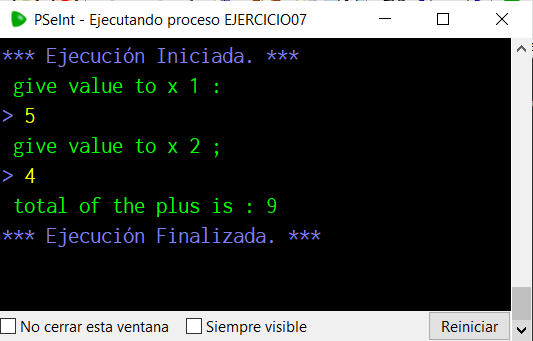 PSeInt - Ejecutando proceso EJERCICIO07
*** Ejecución Iniciada. ***
give value to x 1 :
> 5
give value to x 2 ;
> 4
total of the plus is : 9
*** Ejecución Finalizada. ***
No cerrar esta ventana Siempre visible Reiniciar